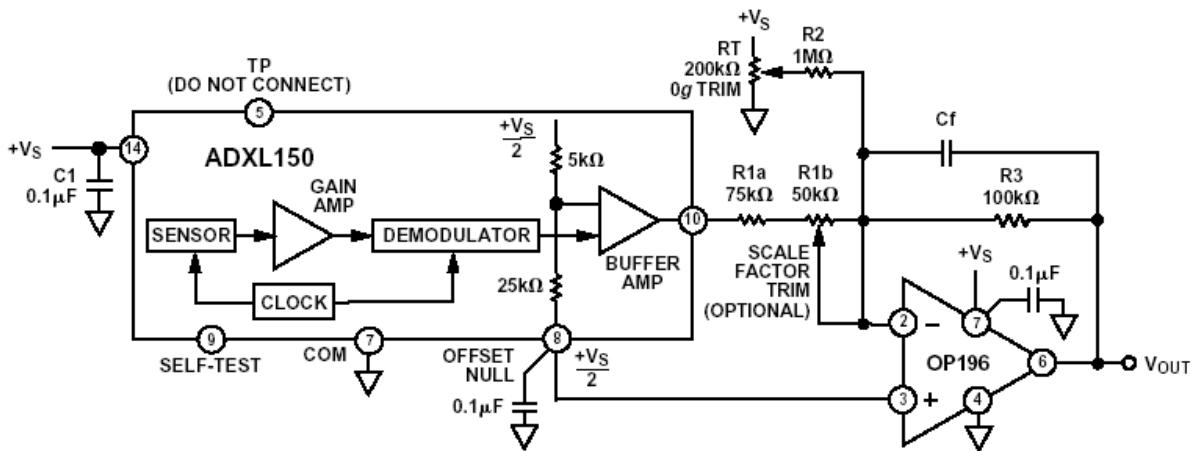 TP
(DO NOT CONNECT)
5
+VS
14
C1
0.1µF
ADXL150
+VS
2
5kΩ
GAIN
AMP
SENSOR
DEMODULATOR
BUFFER
AMP
10
CLOCK
25kΩ
9
SELF-TEST
COM
7
OFFSET
NULL
8
+VS
2
0.1µF
+VS
RT
200kΩ
0g TRIM
R2
1MΩ
Cf
R1a
75kΩ
R1b
50kΩ
R3
100kΩ
SCALE
FACTOR
TRIM
(OPTIONAL)
+VS
0.1µF
2
–
7
OP196
6
VOUT
3
+
4